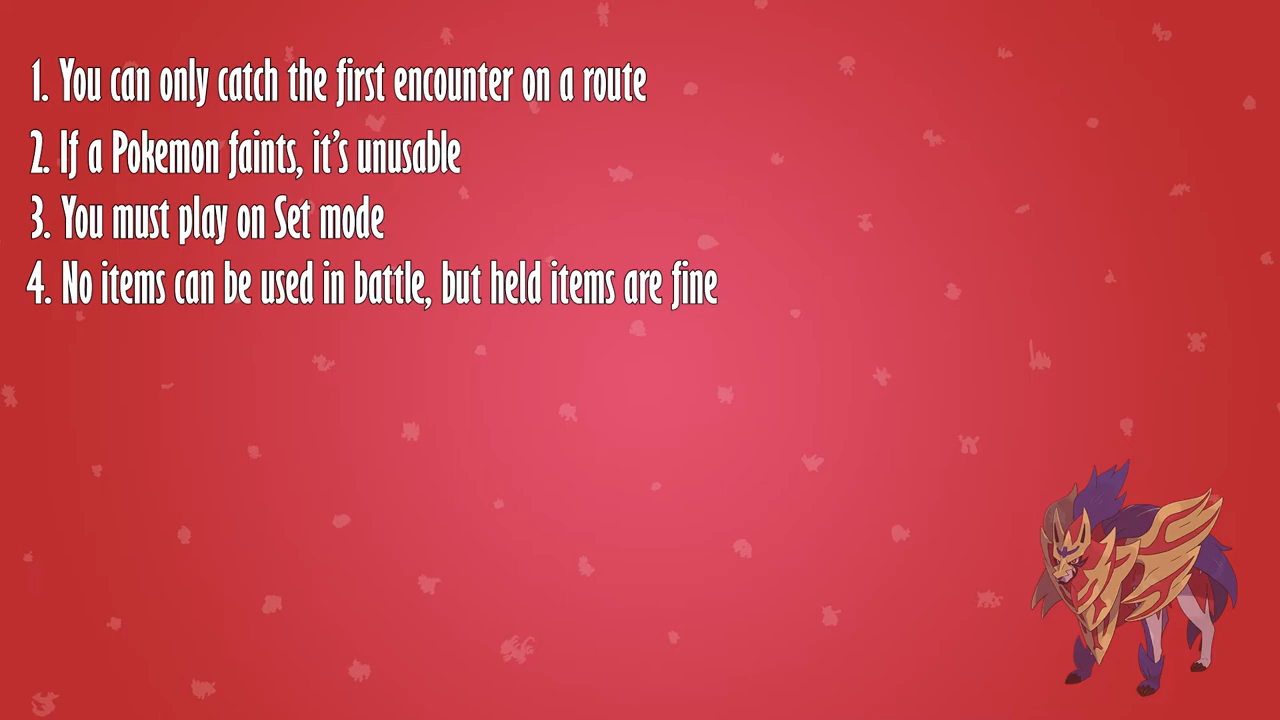 1. You can only catch the first encounter on a route
2. If a Pokemon faints, it's unusable
3. You must play on Set mode
4. No items can be used in battle, but held items are fine